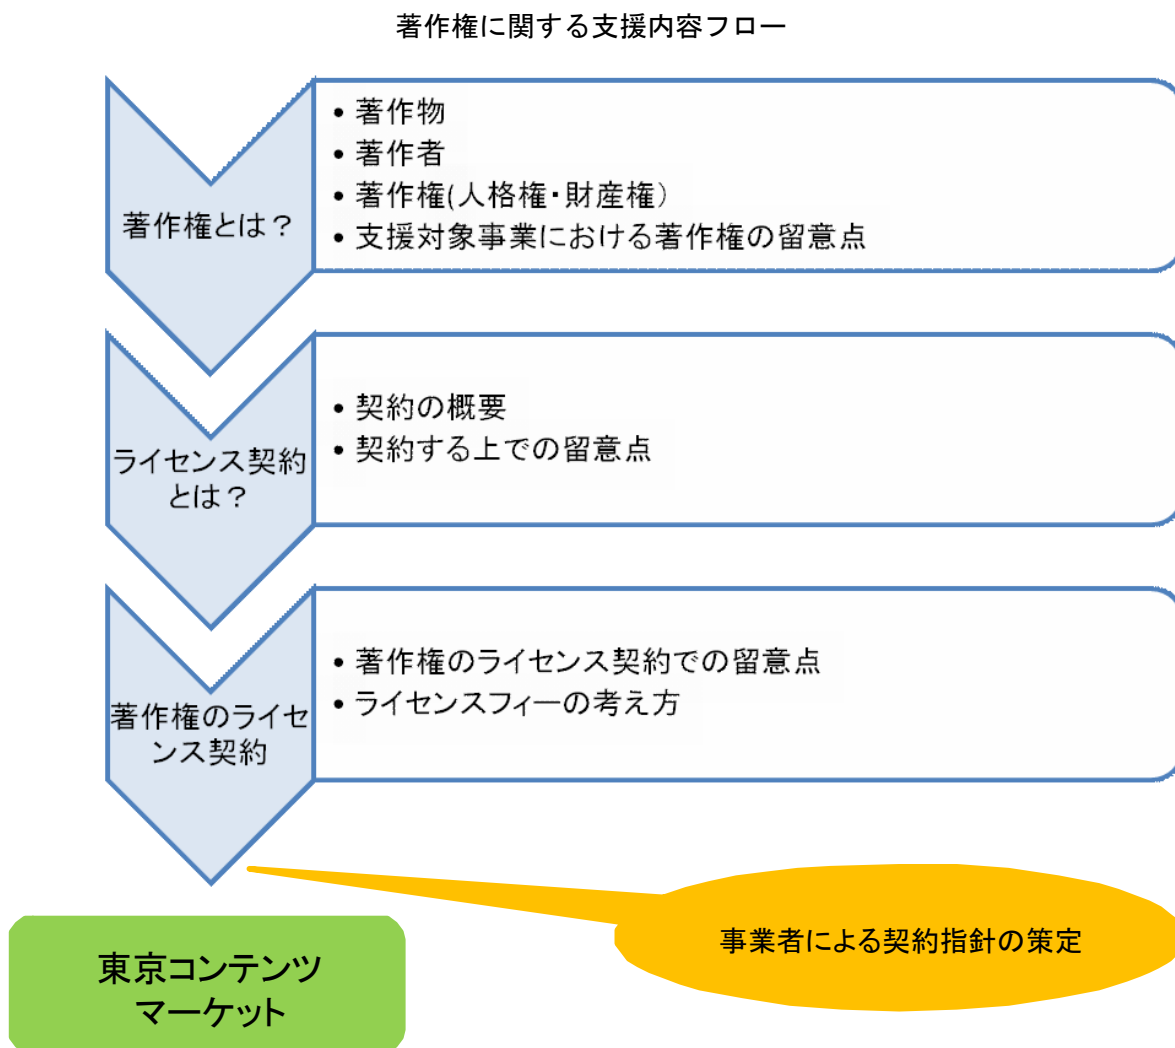 著作権に関する支援内容フロー
著作権とは？
• 著作物
• 著作者
• 著作権(人格権・財産権）
• 支援対象事業における著作権の留意点
ライセンス契約
とは？
• 契約の概要
• 契約する上での留意点
著作権のライセ
ンス契約
• 著作権のライセンス契約での留意点
• ライセンスフィーの考え方
事業者による契約指針の策定
東京コンテンツ
マーケット